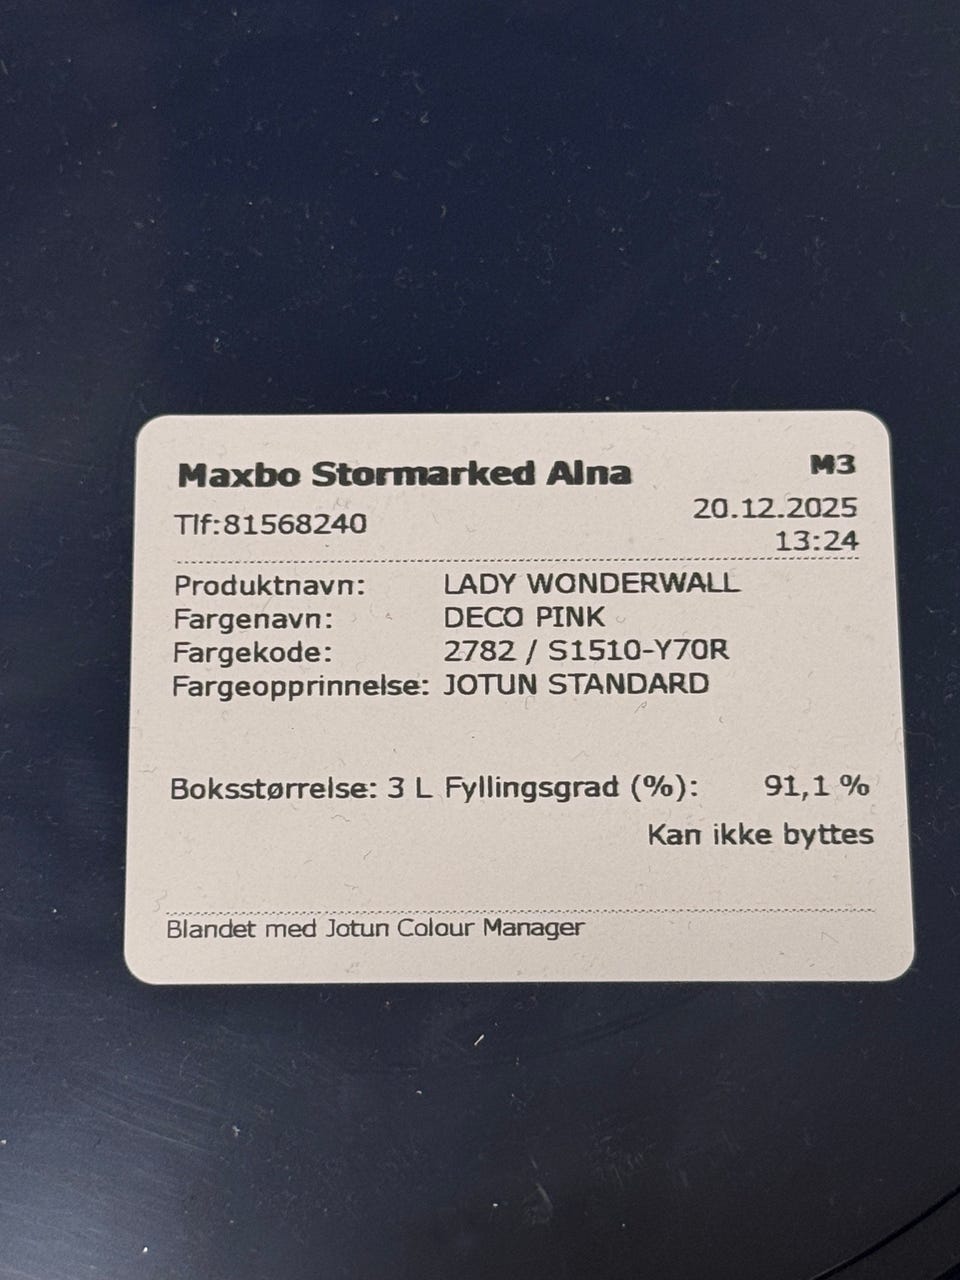 Maxbo Stormarked Alna M3
Tlf:81568240 20.12.2025
13:24
Produktnavn: LADY WONDERWALL
Fargenavn: DECO PINK
Fargekode: 2782 / S1510-Y70R
Fargeopprinnelse: JOTUN STANDARD
Boksstørrelse: 3 L Fyllingsgrad (%): 91,1 %
Kan ikke byttes
Blandet med Jotun Colour Manager